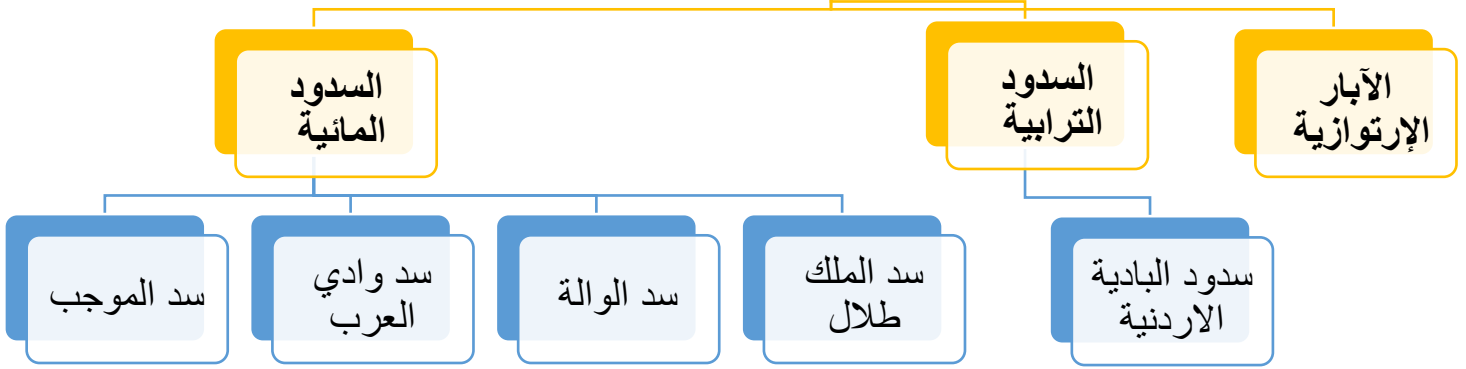 الآبار
الإرتوازية
السدود
الترابية
السدود
المائية
سدود البادية
الاردنية
سد الملك
طلال
سد الوالة
سد وادي
العرب
سد الموجب